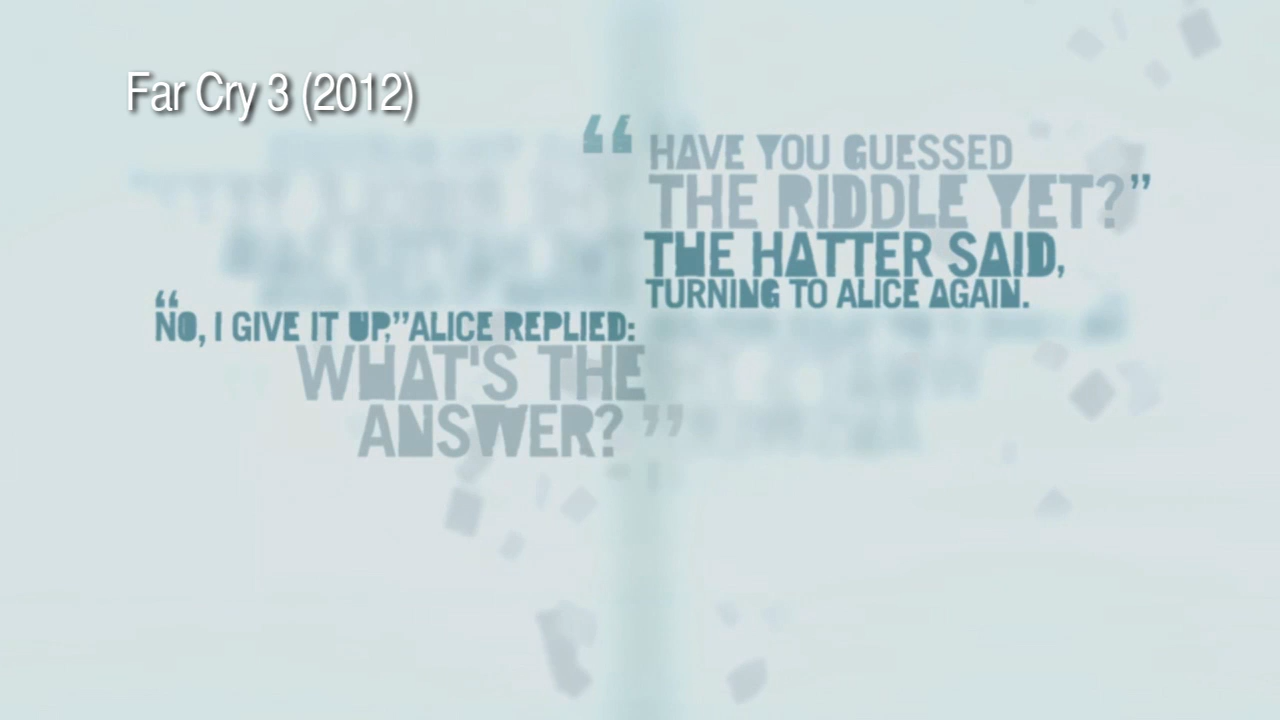 Far Cry 3 (2012)
“ HAVE YOU GUESSED
THE RIDDLE YET?”
THE HATTER SAID,
TURNING TO ALICE AGAIN.
“
NO, I GIVE IT UP,”ALICE REPLIED:
WHAT'S THE
ANSWER? ”